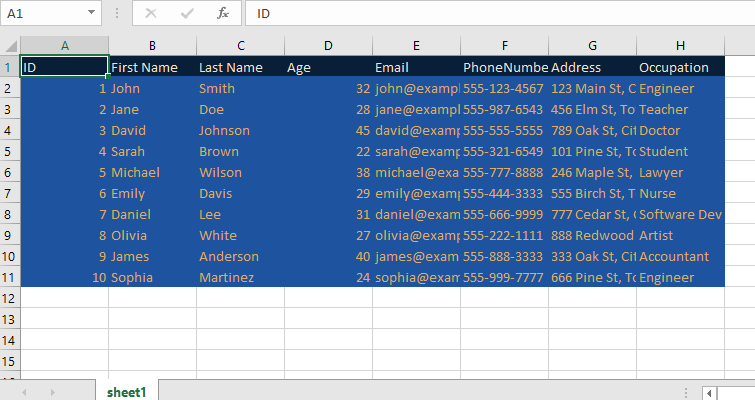 A1 fx ID
A B C D E F G H
1 ID First Name Last Name Age Email PhoneNumbe Address Occupation
2 1 John Smith 32 john@exampl 555-123-4567 123 Main St, C Engineer
3 2 Jane Doe 28 jane@exampl 555-987-6543 456 Elm St, To Teacher
4 3 David Johnson 45 david@exam 555-555-5555 789 Oak St, Cit Doctor
5 4 Sarah Brown 22 sarah@exam 555-321-6549 101 Pine St, To Student
6 5 Michael Wilson 38 michael@exa 555-777-8888 246 Maple St, Lawyer
7 6 Emily Davis 29 emily@exam 555-444-3333 555 Birch St, T Nurse
8 7 Daniel Lee 31 daniel@exam 555-666-9999 777 Cedar St, Software Dev
9 8 Olivia White 27 olivia@exam 555-222-1111 888 Redwood Artist
10 9 James Anderson 40 james@exam 555-888-3333 333 Oak St, Cit Accountant
11 10 Sophia Martinez 24 sophia@exam 555-999-7777 666 Pine St, To Engineer
12
13
14
15
sheet1